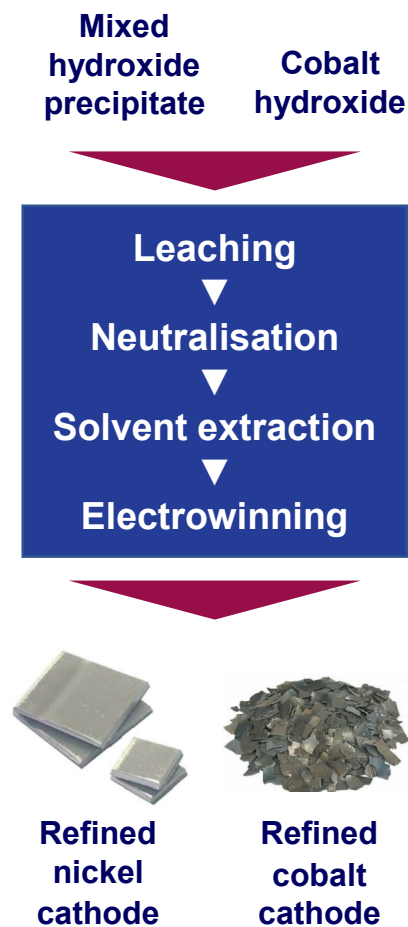 Mixed
hydroxide
precipitate
Cobalt
hydroxide
Leaching
Neutralisation
Solvent extraction
Electrowinning
Refined
nickel
cathode
Refined
cobalt
cathode